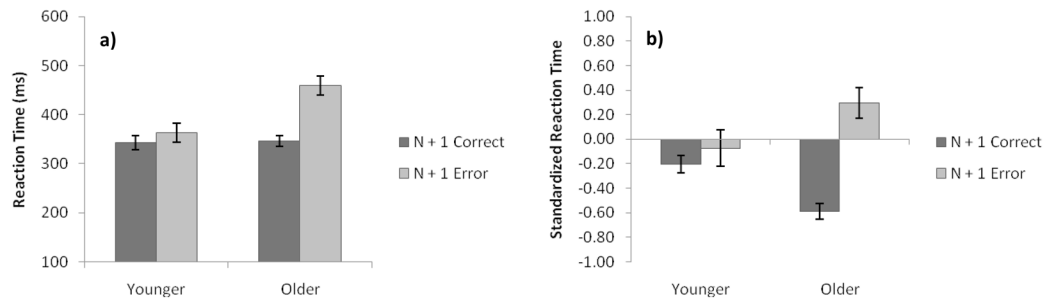 a)
Reaction Time (ms)
600
500
400
300
200
100
Younger
Older
N + 1 Correct
N + 1 Error
b)
Standardized Reaction Time
1.00
0.80
0.60
0.40
0.20
0.00
-0.20
-0.40
-0.60
-0.80
-1.00
Younger
Older
N + 1 Correct
N + 1 Error